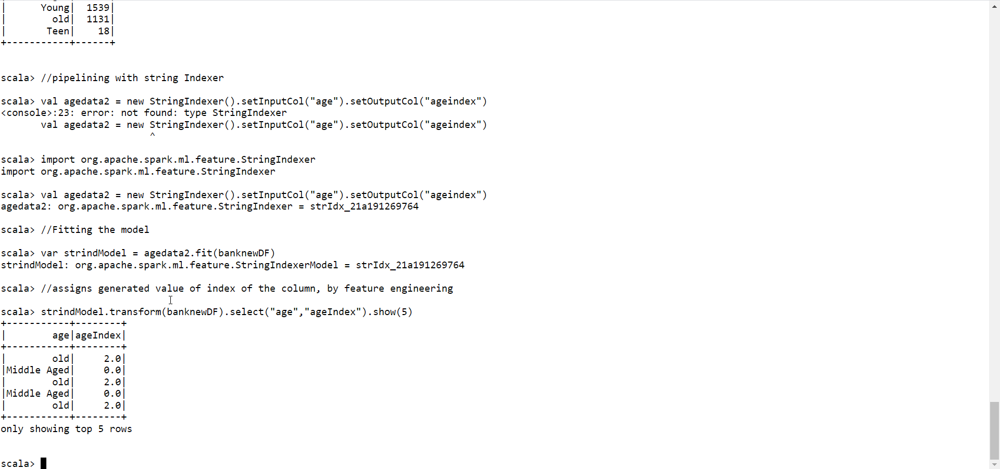 |      Young|  1539|
|        old|  1131|
|       Teen|    18|
+-----------+------+
scala> //pipelining with string Indexer
scala> val agedata2 = new StringIndexer().setInputCol("age").setOutputCol("ageindex")
<console>:23: error: not found: type StringIndexer
       val agedata2 = new StringIndexer().setInputCol("age").setOutputCol("ageindex")
                          ^
scala> import org.apache.spark.ml.feature.StringIndexer
import org.apache.spark.ml.feature.StringIndexer
scala> val agedata2 = new StringIndexer().setInputCol("age").setOutputCol("ageindex")
agedata2: org.apache.spark.ml.feature.StringIndexer = strIdx_21a191269764
scala> //Fitting the model
scala> var strindModel = agedata2.fit(banknewDF)
strindModel: org.apache.spark.ml.feature.StringIndexerModel = strIdx_21a191269764
scala> //assigns generated value of index of the column, by feature engineering
scala> strindModel.transform(banknewDF).select("age","ageIndex").show(5)
+-----------+--------+
|        age|ageIndex|
+-----------+--------+
|        old|     2.0|
|Middle Aged|     0.0|
|        old|     2.0|
|Middle Aged|     0.0|
|        old|     2.0|
+-----------+--------+
only showing top 5 rows
scala>